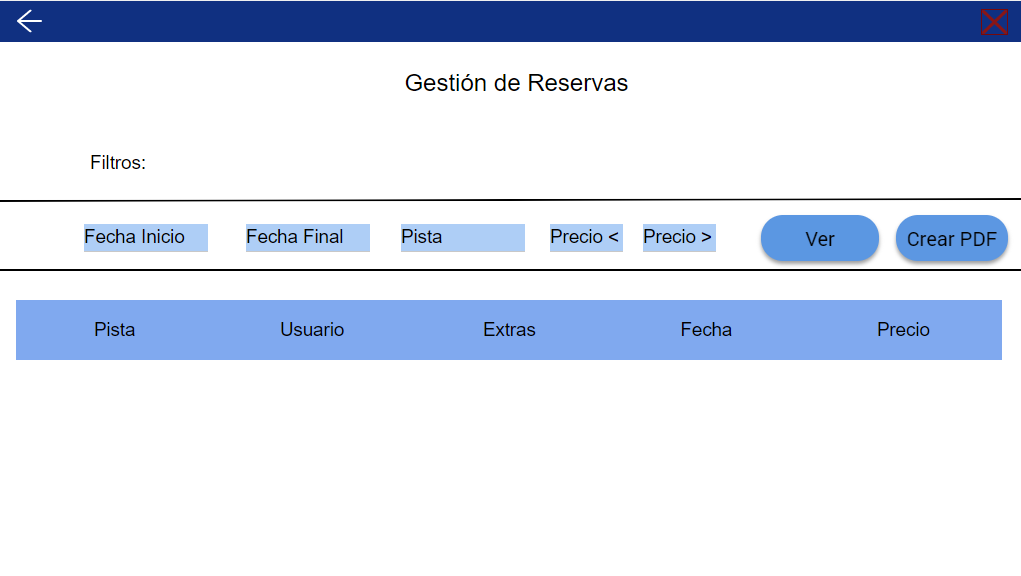 Gestión de Reservas
Filtros:
Fecha Inicio Fecha Final Pista Precio < Precio > Ver Crear PDF
Pista Usuario Extras Fecha Precio